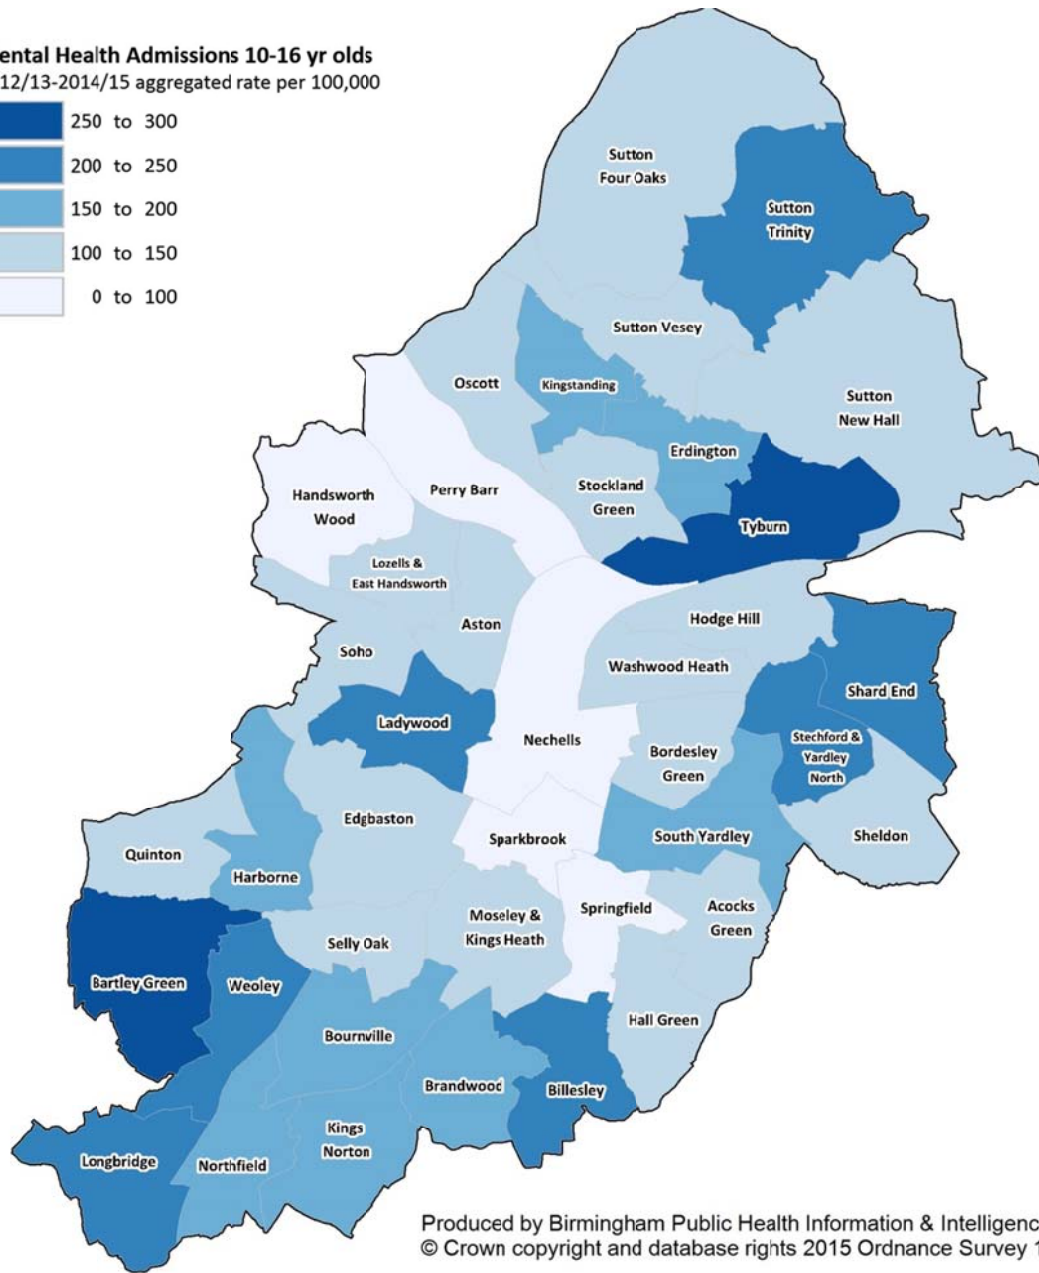 ental Health Admissions 10-16 yr olds
12/13-2014/15 aggregated rate per 100,000
250 to 300
200 to 250
150 to 200
100 to 150
0 to 100
Sutton
Four Oaks
Sutton
Trinity
Sutton Vesey
Oscott
Kingstanding
Sutton
New Hall
Erdington
Stockland
Green
Perry Barr
Handsworth
Wood
Tyburn
Lozells &
East Handsworth
Aston
Hodge Hill
Soho
Washwood Heath
Shard End
Ladywood
Nechells
Stechford &
Yardley
North
Bordesley
Green
Edgbaston
Sparkbrook
South Yardley
Sheldon
Quinton
Harborne
Springfield
Acocks
Green
Moseley &
Kings Heath
Selly Oak
Bartley Green
Weoley
Hall Green
Bournville
Brandwood
Billesley
Kings
Norton
Longbridge
Northfield
Produced by Birmingham Public Health Information & Intelligenc
© Crown copyright and database rights 2015 Ordnance Survey 1